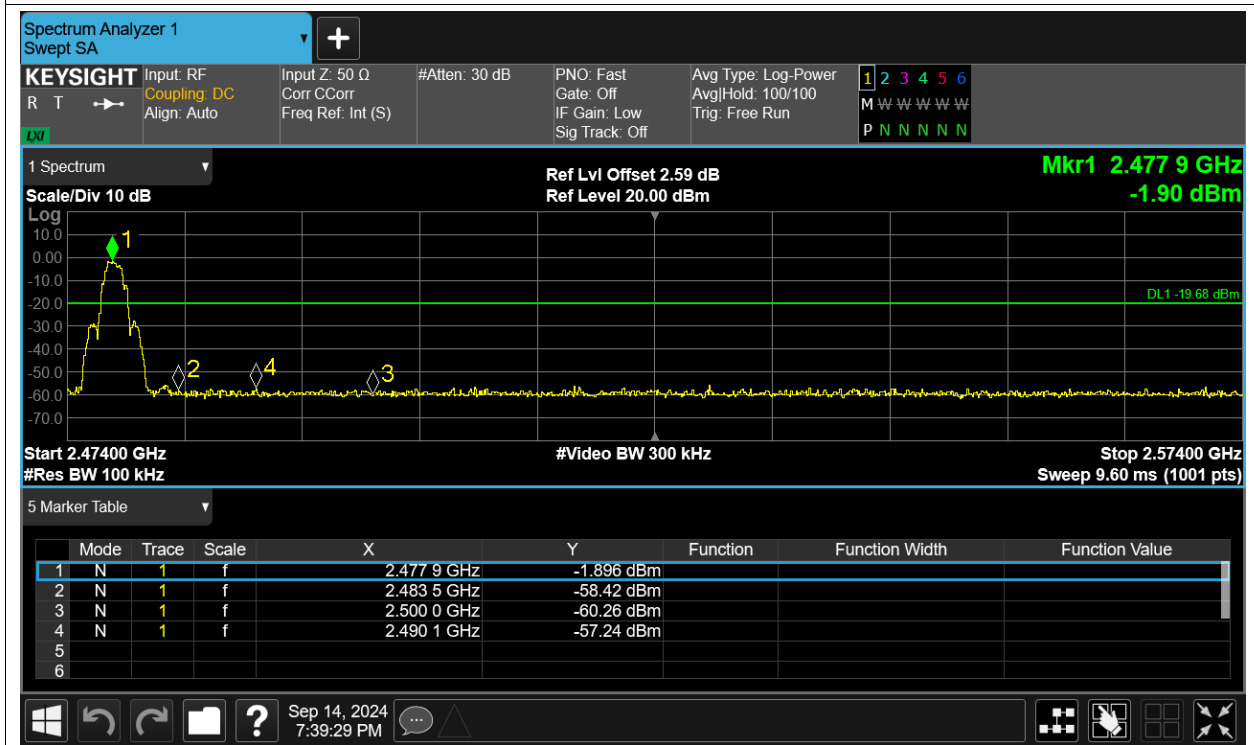 Spectrum Analyzer 1
Swept SA
KEYSIGHT
R T
LXI
Input: RF
Coupling: DC
Align: Auto
Input Z: 50 Ω
Corr CCorr
Freq Ref: Int (S)
#Atten: 30 dB
PNO: Fast
Gate: Off
IF Gain: Low
Sig Track: Off
Avg Type: Log-Power
Avg|Hold: 100/100
Trig: Free Run
1 2 3 4 5 6
M W W W W W
P N N N N N
1 Spectrum
Scale/Div 10 dB
Ref Lvl Offset 2.59 dB
Ref Level 20.00 dBm
Mkr1 2.477 9 GHz
-1.90 dBm
Log
10.0
0.00
-10.0
-20.0
-30.0
-40.0
-50.0
-60.0
-70.0
1
2
4
3
DL1 -19.68 dBm
Start 2.47400 GHz
#Res BW 100 kHz
#Video BW 300 kHz
Stop 2.57400 GHz
Sweep 9.60 ms (1001 pts)
5 Marker Table
Mode Trace Scale X Y Function Function Width Function Value
1 N 1 f 2.477 9 GHz -1.896 dBm
2 N 1 f 2.483 5 GHz -58.42 dBm
3 N 1 f 2.500 0 GHz -60.26 dBm
4 N 1 f 2.490 1 GHz -57.24 dBm
5
6
?
Sep 14, 2024
7:39:29 PM